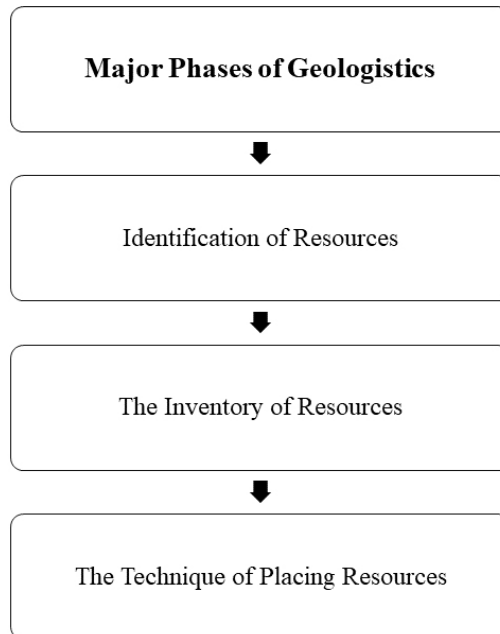 Major Phases of Geologistics
Identification of Resources
The Inventory of Resources
The Technique of Placing Resources